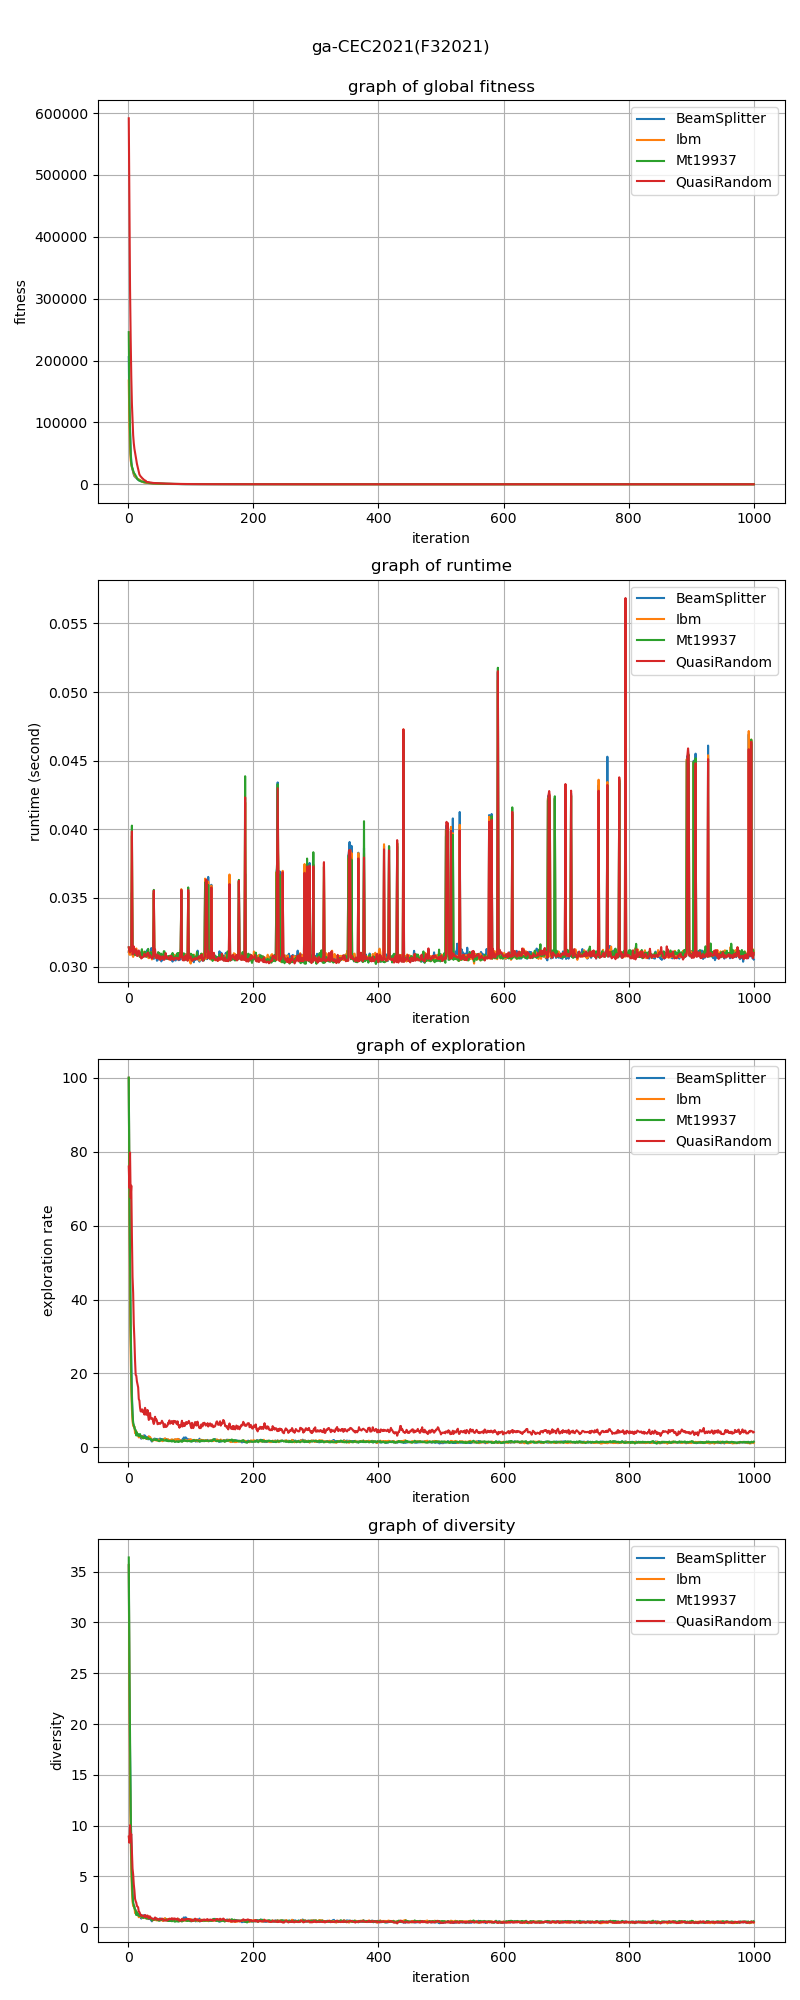 ga-CEC2021(F32021)
graph of global fitness
600000
500000
400000
300000
200000
100000
0
fitness
BeamSplitter
Ibm
Mt19937
QuasiRandom
0 200 400 600 800 1000
iteration
graph of runtime
0.055
0.050
0.045
0.040
0.035
0.030
runtime (second)
BeamSplitter
Ibm
Mt19937
QuasiRandom
0 200 400 600 800 1000
iteration
graph of exploration
100
80
60
40
20
0
exploration rate
BeamSplitter
Ibm
Mt19937
QuasiRandom
0 200 400 600 800 1000
iteration
graph of diversity
35
30
25
20
15
10
5
0
diversity
BeamSplitter
Ibm
Mt19937
QuasiRandom
0 200 400 600 800 1000
iteration